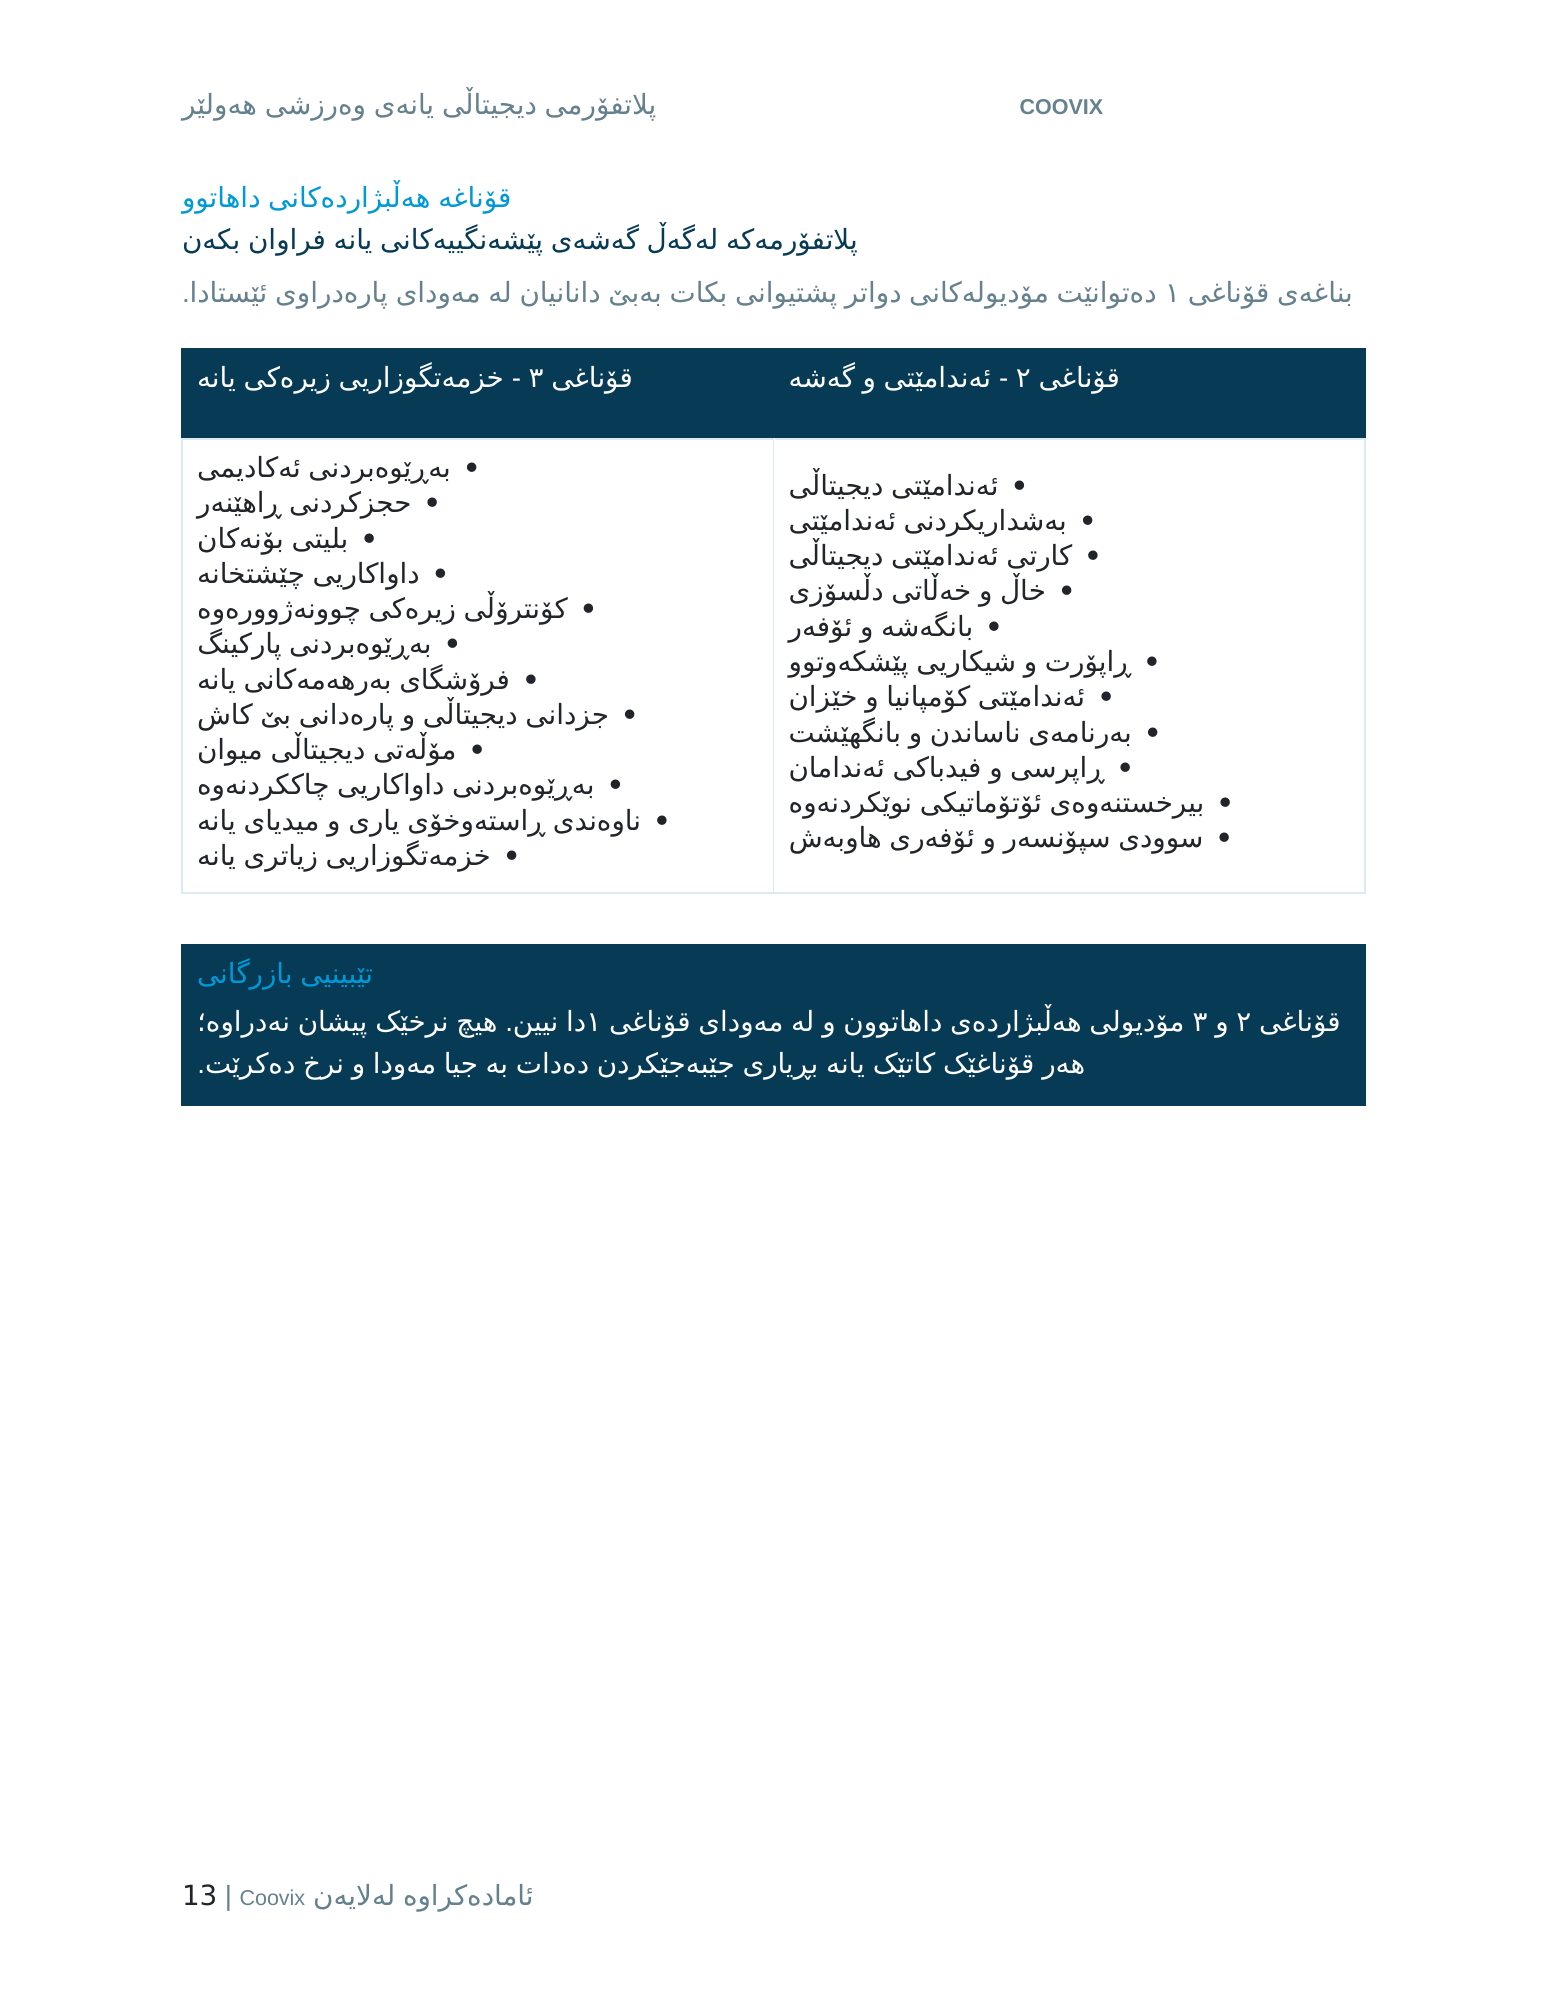 COOVIX
پلاتفۆرمی دیجیتاڵی یانەی وەرزشی هەولێر
قۆناغە هەڵبژاردەکانی داهاتوو
پلاتفۆرمەکە لەگەڵ گەشەی پێشەنگییەکانی یانە فراوان بکەن
بناغەی قۆناغی ١ دەتوانێت مۆدیولەکانی دواتر پشتیوانی بکات بەبێ دانانیان لە مەودای پارەدراوی ئێستادا.
قۆناغی ٢ - ئەندامێتی و گەشە
• ئەندامێتی دیجیتاڵی
• بەشداریکردنی ئەندامێتی
• کارتی ئەندامێتی دیجیتاڵی
• خاڵ و خەڵاتی دڵسۆزی
• بانگەشە و ئۆفەر
• ڕاپۆرت و شیکاریی پێشکەوتوو
• ئەندامێتی کۆمپانیا و خێزان
• بەرنامەی ناساندن و بانگهێشت
• ڕاپرسی و فیدباکی ئەندامان
• بیرخستنەوەی ئۆتۆماتیکی نوێکردنەوە
• سوودی سپۆنسەر و ئۆفەری هاوبەش
قۆناغی ٣ - خزمەتگوزاریی زیرەکی یانە
• بەڕێوەبردنی ئەکادیمی
• حجزکردنی ڕاهێنەر
• بلیتی بۆنەکان
• داواکاریی چێشتخانە
• کۆنترۆڵی زیرەکی چوونەژوورەوە
• بەڕێوەبردنی پارکینگ
• فرۆشگای بەرهەمەکانی یانە
• جزدانی دیجیتاڵی و پارەدانی بێ کاش
• مۆڵەتی دیجیتاڵی میوان
• بەڕێوەبردنی داواکاریی چاککردنەوە
• ناوەندی ڕاستەوخۆی یاری و میدیای یانە
• خزمەتگوزاریی زیاتری یانە
تێبینیی بازرگانی
قۆناغی ٢ و ٣ مۆدیولی هەڵبژاردەی داهاتوون و لە مەودای قۆناغی ١دا نیین. هیچ نرخێک پیشان نەدراوە؛
هەر قۆناغێک کاتێک یانە بڕیاری جێبەجێکردن دەدات بە جیا مەودا و نرخ دەکرێت.
ئامادەکراوە لەلایەن Coovix | 13